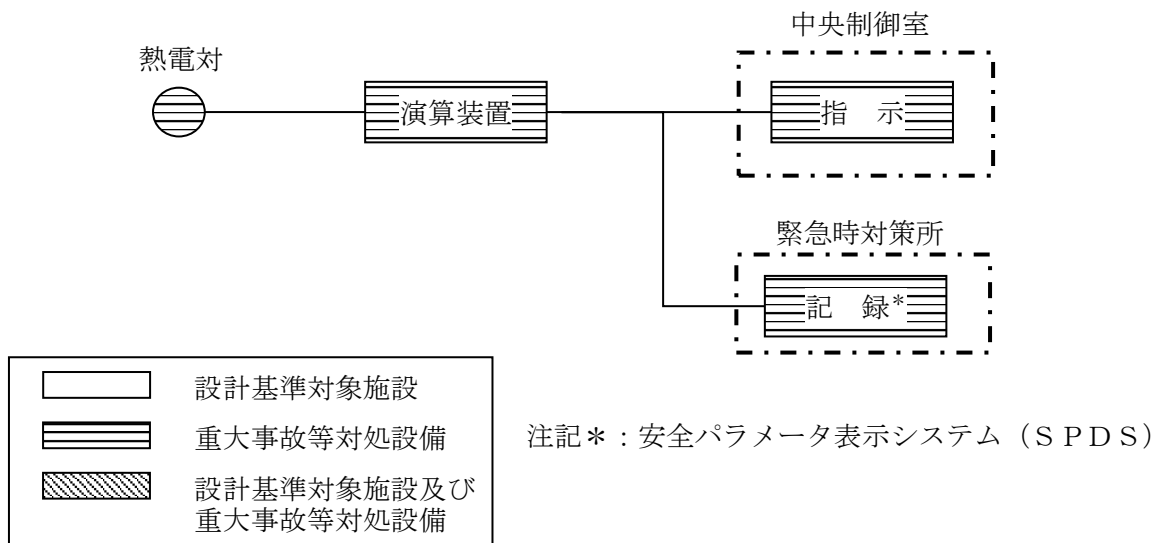 中央制御室
熱電対
演算装置
指　示
緊急時対策所
記　録*
設計基準対象施設
重大事故等対処設備
設計基準対象施設及び
重大事故等対処設備
注記＊：安全パラメータ表示システム（ＳＰＤＳ）